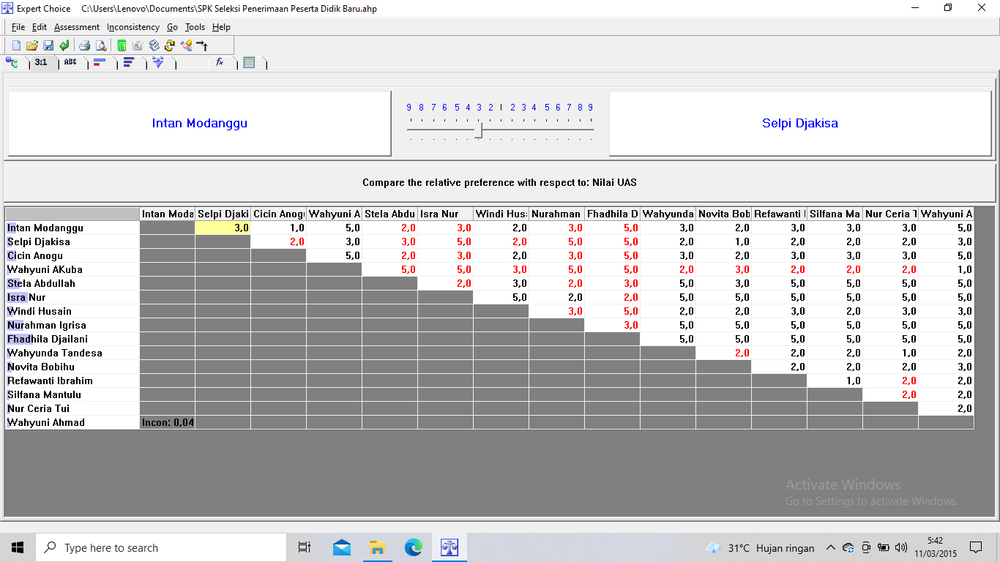 Expert Choice C:\Users\Lenovo\Documents\SPK Seleksi Penerimaan Peserta Didik Baru.ahp
File Edit Assessment Inconsistency Go Tools Help
3:1 ABC fx
9 8 7 6 5 4 3 2 1 2 3 4 5 6 7 8 9
Intan Modanggu
Selpi Djakisa
Compare the relative preference with respect to: Nilai UAS
Intan Moda Selpi Djaki Cicin Anogu Wahyuni A Stela Abdu Isra Nur Windi Hus Nurahman Fhadhila D Wahyunda Novita Bob Refawanti I Silfana Ma Nur Ceria T Wahyuni A
Intan Modanggu 3,0 1,0 5,0 2,0 3,0 2,0 3,0 5,0 3,0 2,0 3,0 3,0 3,0 5,0
Selpi Djakisa 2,0 3,0 3,0 5,0 2,0 5,0 5,0 2,0 1,0 2,0 2,0 2,0 3,0
Cicin Anogu 5,0 2,0 3,0 2,0 3,0 5,0 3,0 2,0 3,0 3,0 3,0 5,0
Wahyuni AKuba 5,0 5,0 3,0 5,0 5,0 2,0 3,0 2,0 2,0 2,0 1,0
Stela Abdullah 2,0 3,0 2,0 3,0 5,0 3,0 5,0 5,0 5,0 5,0
Isra Nur 5,0 2,0 2,0 5,0 5,0 5,0 5,0 5,0 5,0
Windi Husain 3,0 5,0 2,0 2,0 3,0 2,0 3,0 3,0
Nurahman Igrisa 3,0 5,0 5,0 5,0 5,0 5,0 5,0
Fhadhila Djailani 5,0 5,0 5,0 5,0 5,0 5,0
Wahyunda Tandesa 2,0 2,0 2,0 1,0 2,0
Novita Bobihu 2,0 2,0 2,0 3,0
Refawanti Ibrahim 1,0 2,0 2,0
Silfana Mantulu 2,0 2,0
Nur Ceria Tui 2,0
Wahyuni Ahmad Incon: 0,04
Activate Windows
Go to Settings to activate Windows.
Type here to search
31°C Hujan ringan
5:42
11/03/2015